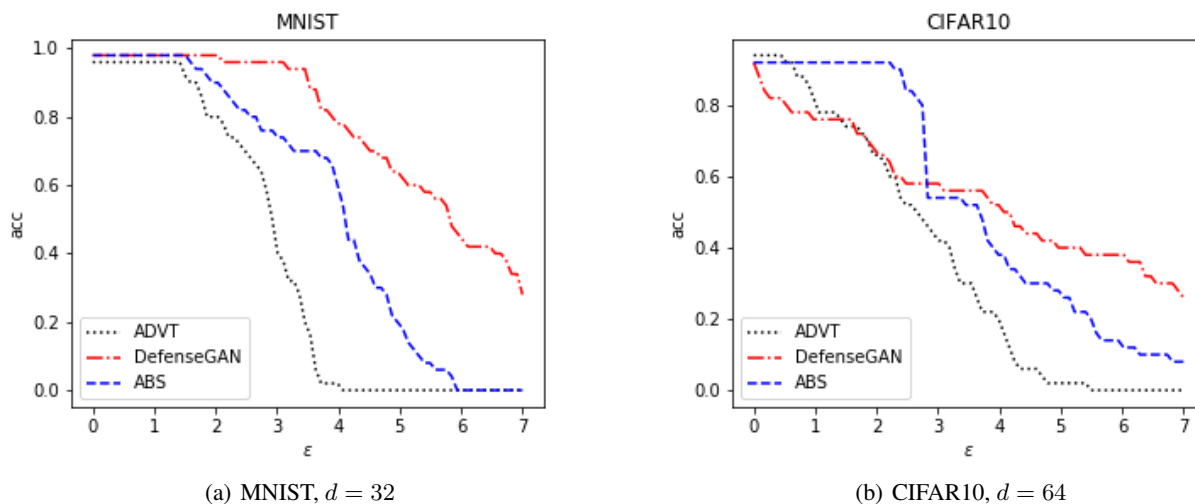 MNIST
1.0
0.8
0.6
0.4
0.2
0.0
acc
ADVT
DefenseGAN
ABS
0 1 2 3 4 5 6 7
ε
(a) MNIST, d = 32
CIFAR10
0.8
0.6
0.4
0.2
0.0
acc
ADVT
DefenseGAN
ABS
0 1 2 3 4 5 6 7
ε
(b) CIFAR10, d = 64